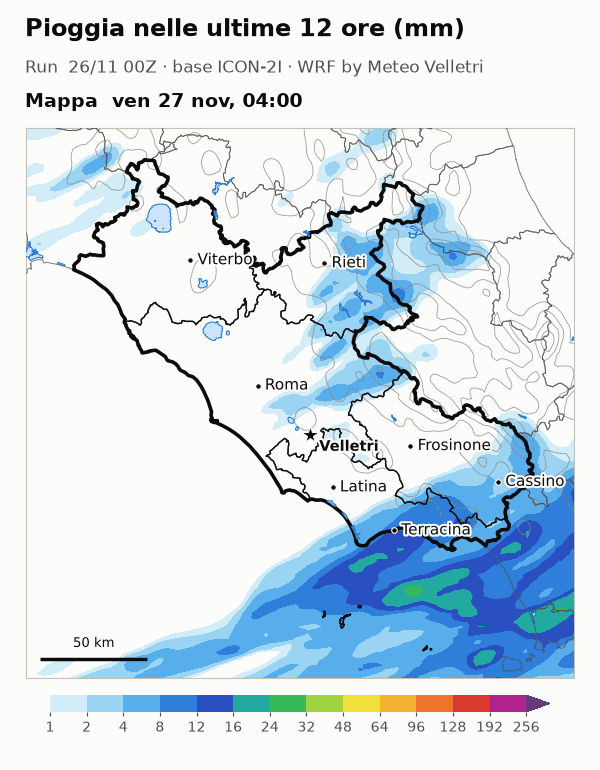 Pioggia nelle ultime 12 ore (mm)
Run  26/11 00Z · base ICON-2I · WRF by Meteo Velletri
Mappa  ven 27 nov, 04:00
Viterbo
Rieti
Roma
Velletri
Frosinone
Latina
Cassino
Terracina
50 km
1 2 4 8 12 16 24 32 48 64 96 128 192 256